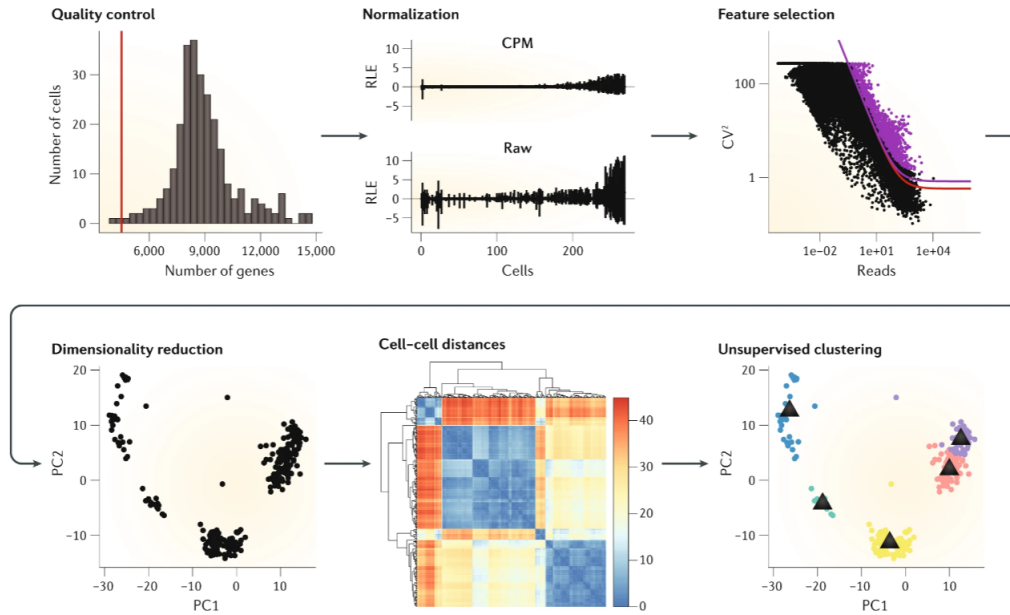 Quality control
Number of cells
30
20
10
0
6,000 9,000 12,000 15,000
Number of genes
Normalization
CPM
RLE
10
5
0
−5
Raw
RLE
10
5
0
−5
0 100 200
Cells
Feature selection
CV²
100
1
1e−02 1e+01 1e+04
Reads
Dimensionality reduction
PC2
20
10
0
−10
−30 −20 −10 0 10
PC1
Cell–cell distances
40
30
20
10
0
Unsupervised clustering
PC2
20
10
0
−10
−30 −20 −10 0 10
PC1